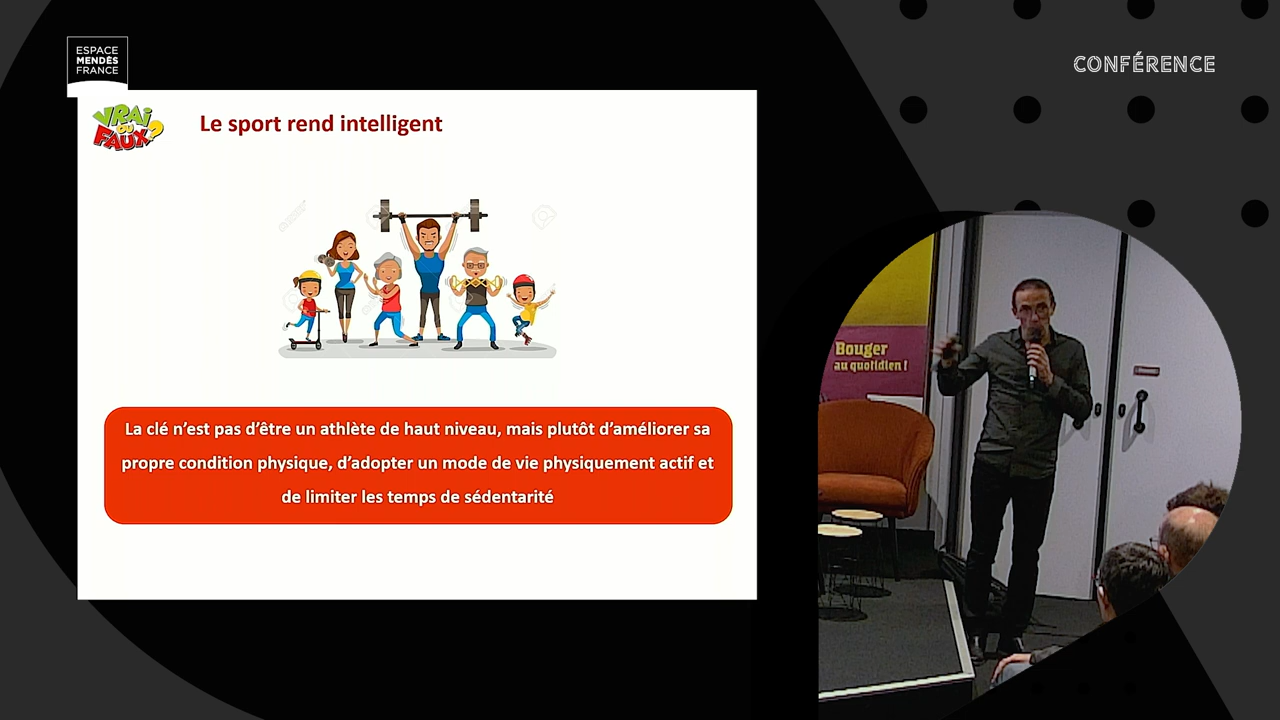 ESPACE
MENDÈS
FRANCE
CONFÉRENCE
VRAI
OU
FAUX?
Le sport rend intelligent
La clé n’est pas d’être un athlète de haut niveau, mais plutôt d’améliorer sa
propre condition physique, d’adopter un mode de vie physiquement actif et
de limiter les temps de sédentarité
Bouger
au quotidien !